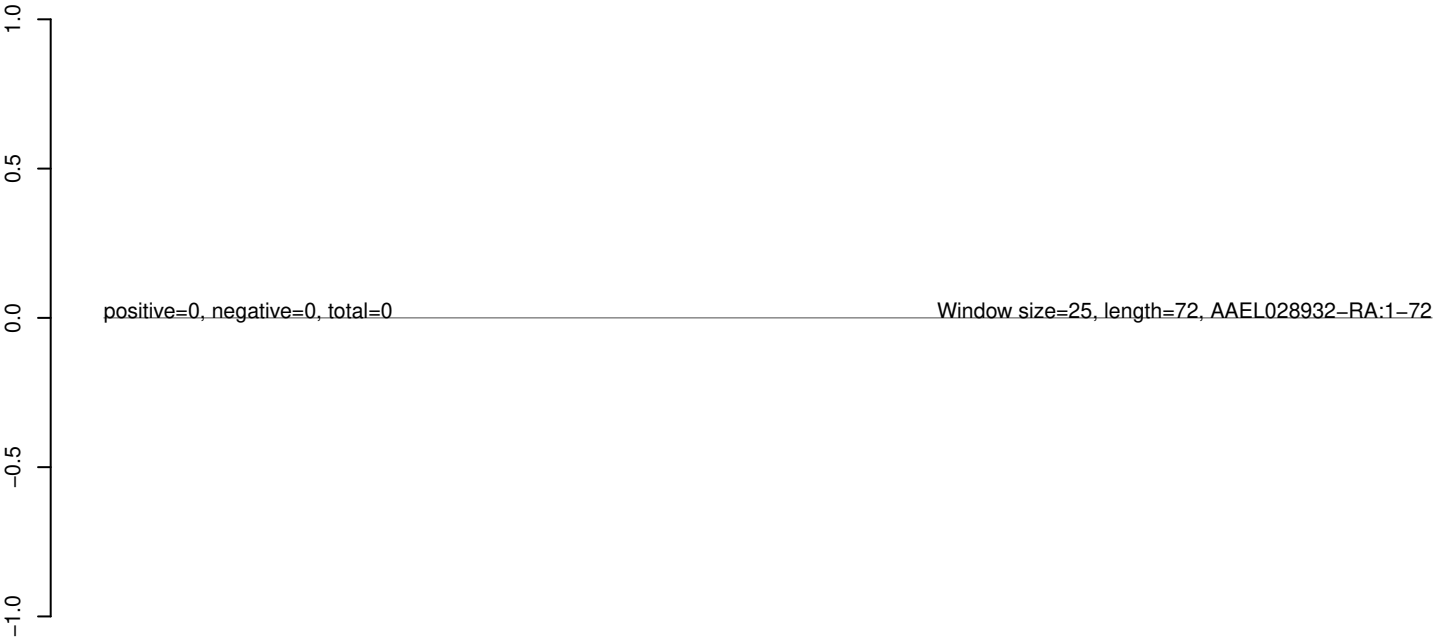 1.0
0.5
0.0
−0.5
−1.0
positive=0, negative=0, total=0
Window size=25, length=72, AAEL028932−RA:1−72